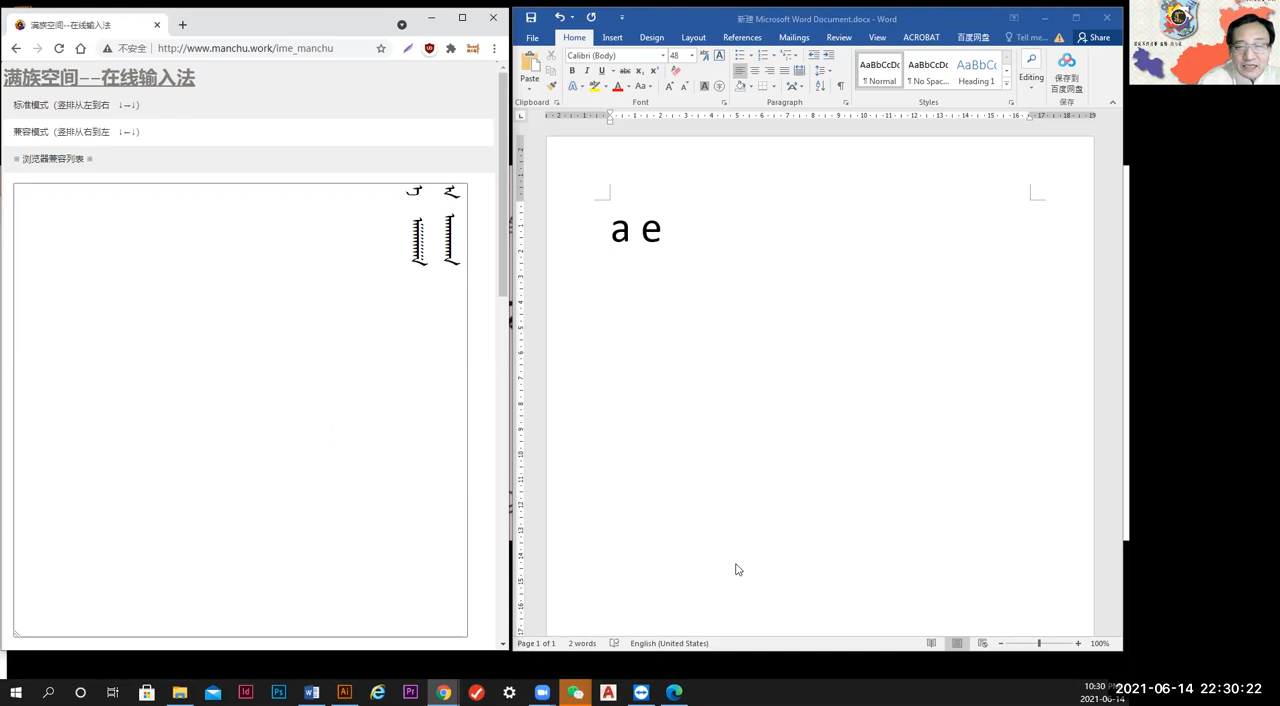 满族空间--在线输入法
不安全
http://www.manchu.work/ime_manchu
满族空间--在线输入法
标准模式（竖排从左到右 ↓→↓）
兼容模式（竖排从右到左 ↓←↓）
※ 浏览器兼容列表 ※
新建 Microsoft Word Document.docx - Word
File Home Insert Design Layout References Mailings Review View ACROBAT 百度网盘 Tell me... Share
Paste
Calibri (Body) 48
AaBbCcDc AaBbCcDc AaBbC
¶ Normal ¶ No Spac... Heading 1
Editing
保存到
百度网盘
Clipboard Font Paragraph Styles 保存
a e
Page 1 of 1 2 words English (United States) 100%
10:30 PM
2021-06-14
2021-06-14 22:30:22